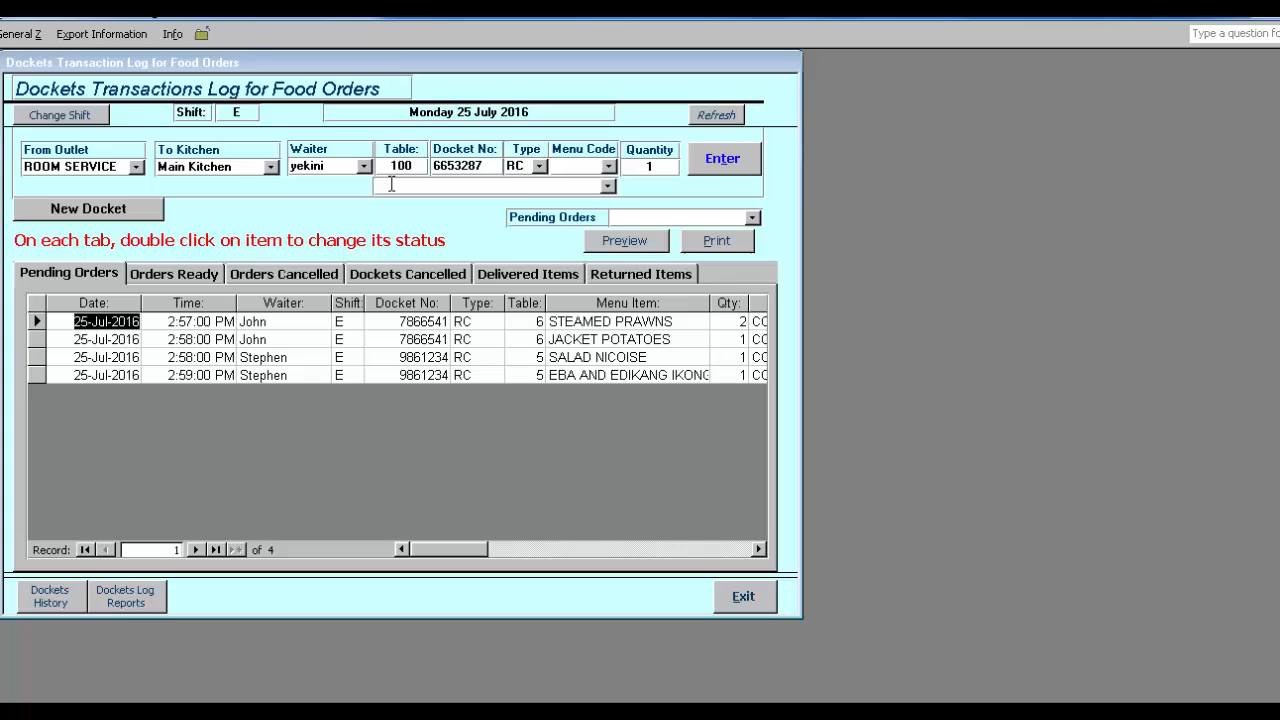 General Z Export Information Info Type a question fo
Dockets Transaction Log for Food Orders
Dockets Transactions Log for Food Orders
Change Shift Shift: E Monday 25 July 2016 Refresh
From Outlet To Kitchen Waiter Table: Docket No: Type Menu Code Quantity
ROOM SERVICE Main Kitchen yekini 100 6653287 RC 1 Enter
New Docket
Pending Orders
On each tab, double click on item to change its status Preview Print
Pending Orders Orders Ready Orders Cancelled Dockets Cancelled Delivered Items Returned Items
Date: Time: Waiter: Shift: Docket No: Type: Table: Menu Item: Qty:
25-Jul-2016 2:57:00 PM John E 7866541 RC 6 STEAMED PRAWNS 2 CC
25-Jul-2016 2:58:00 PM John E 7866541 RC 6 JACKET POTATOES 1 CC
25-Jul-2016 2:58:00 PM Stephen E 9861234 RC 5 SALAD NICOISE 1 CC
25-Jul-2016 2:59:00 PM Stephen E 9861234 RC 5 EBA AND EDIKANG IKONG 1 CC
Record: 1 of 4
Dockets History
Dockets Log Reports
Exit